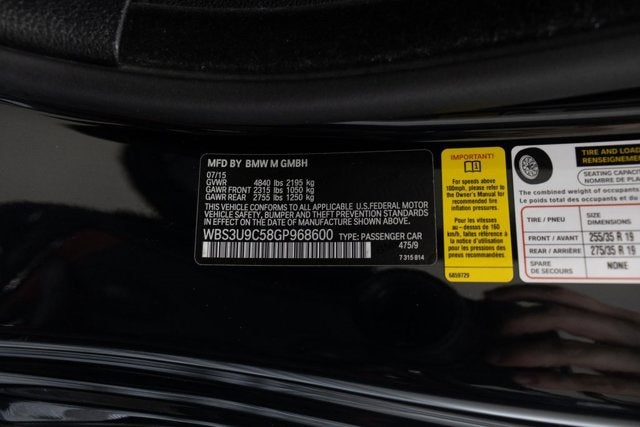 MFD BY BMW M GMBH
07/15
GVWR 4840 lbs 2195 kg
GAWR FRONT 2315 lbs 1050 kg
GAWR REAR 2755 lbs 1250 kg
THIS VEHICLE CONFORMS TO ALL APPLICABLE U.S.FEDERAL MOTOR
VEHICLE SAFETY, BUMPER AND THEFT PREVENTION STANDARDS
IN EFFECT ON THE DATE OF MANUFACTURE SHOWN ABOVE.
WBS3U9C58GP968600 TYPE: PASSENGER CAR
475/9
7 315 814
IMPORTANT!
For speeds above
100mph, please refer
to the Owner's Manual
for recommended
pressures.
Pour les vitesses
au - dessus de 160
km/h, veuillez vous
référer à la notice
d'utilisation pour les
pressions de pneu
recommandées.
6859729
TIRE AND LOAD
RENSEIGNEMENT
SEATING CAPACITY
NOMBRE DE PLACES
The combined weight of occupants
Le poids total des occupants
TIRE / PNEU SIZE
DIMENSIONS
FRONT / AVANT 255/35 R 19
REAR / ARRIÈRE 275/35 R 19
SPARE
DE SECOURS NONE